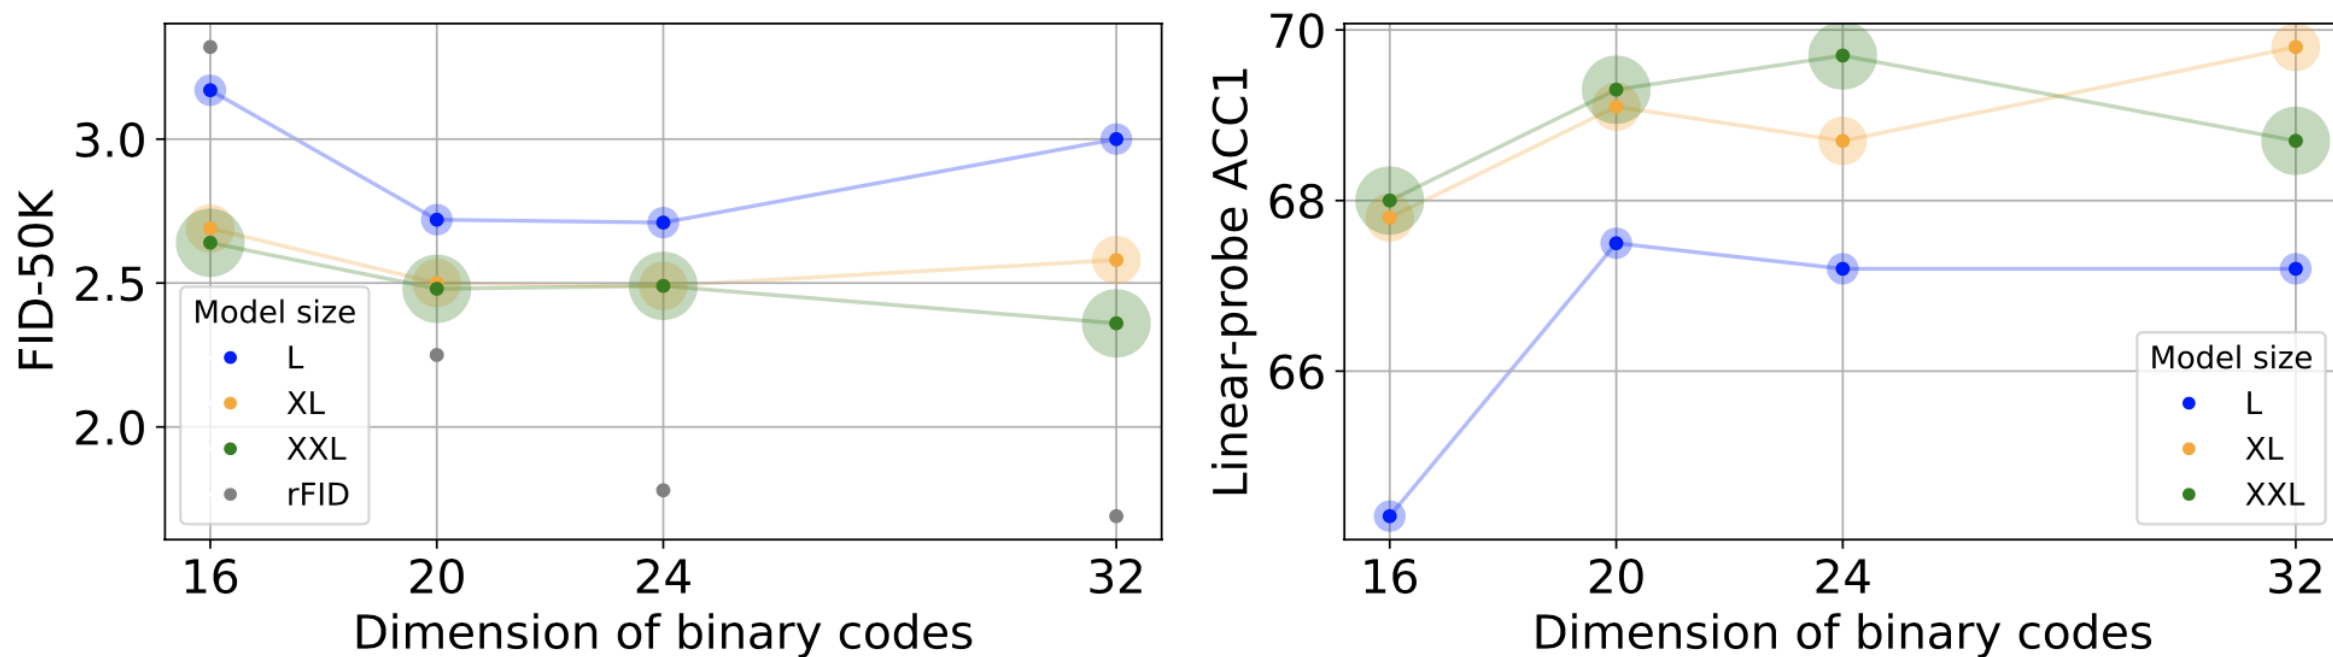 FID-50K
3.0
2.5
2.0
Model size
L
XL
XXL
rFID
16 20 24 32
Dimension of binary codes
Linear-probe ACC1
70
68
66
Model size
L
XL
XXL
16 20 24 32
Dimension of binary codes